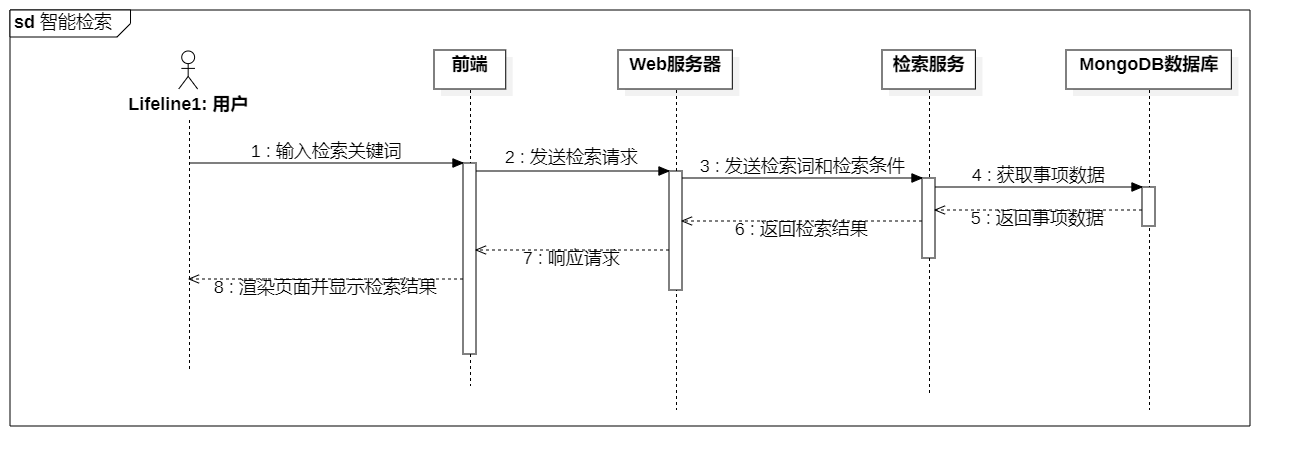 sd 智能检索
Lifeline1: 用户
前端
Web服务器
检索服务
MongoDB数据库
1 : 输入检索关键词
2 : 发送检索请求
3 : 发送检索词和检索条件
4 : 获取事项数据
5 : 返回事项数据
6 : 返回检索结果
7 : 响应请求
8 : 渲染页面并显示检索结果